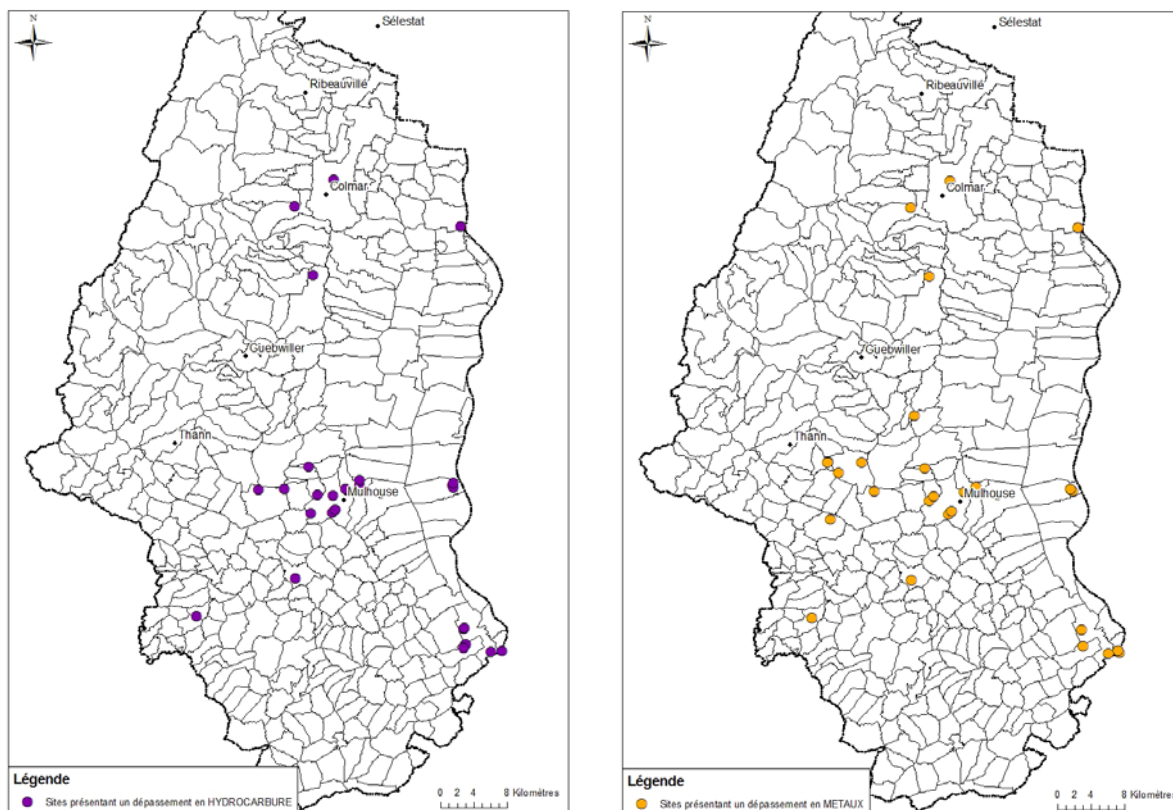 N
Sélestat
Ribeauvillé
Colmar
Guebwiller
Thann
Mulhouse
Légende
Sites présentant un dépassement en HYDROCARBURE
0 2 4 8 Kilomètres
N
Sélestat
Ribeauvillé
Colmar
Guebwiller
Thann
Mulhouse
Légende
Sites présentant un dépassement en METAUX
0 2 4 8 Kilomètres